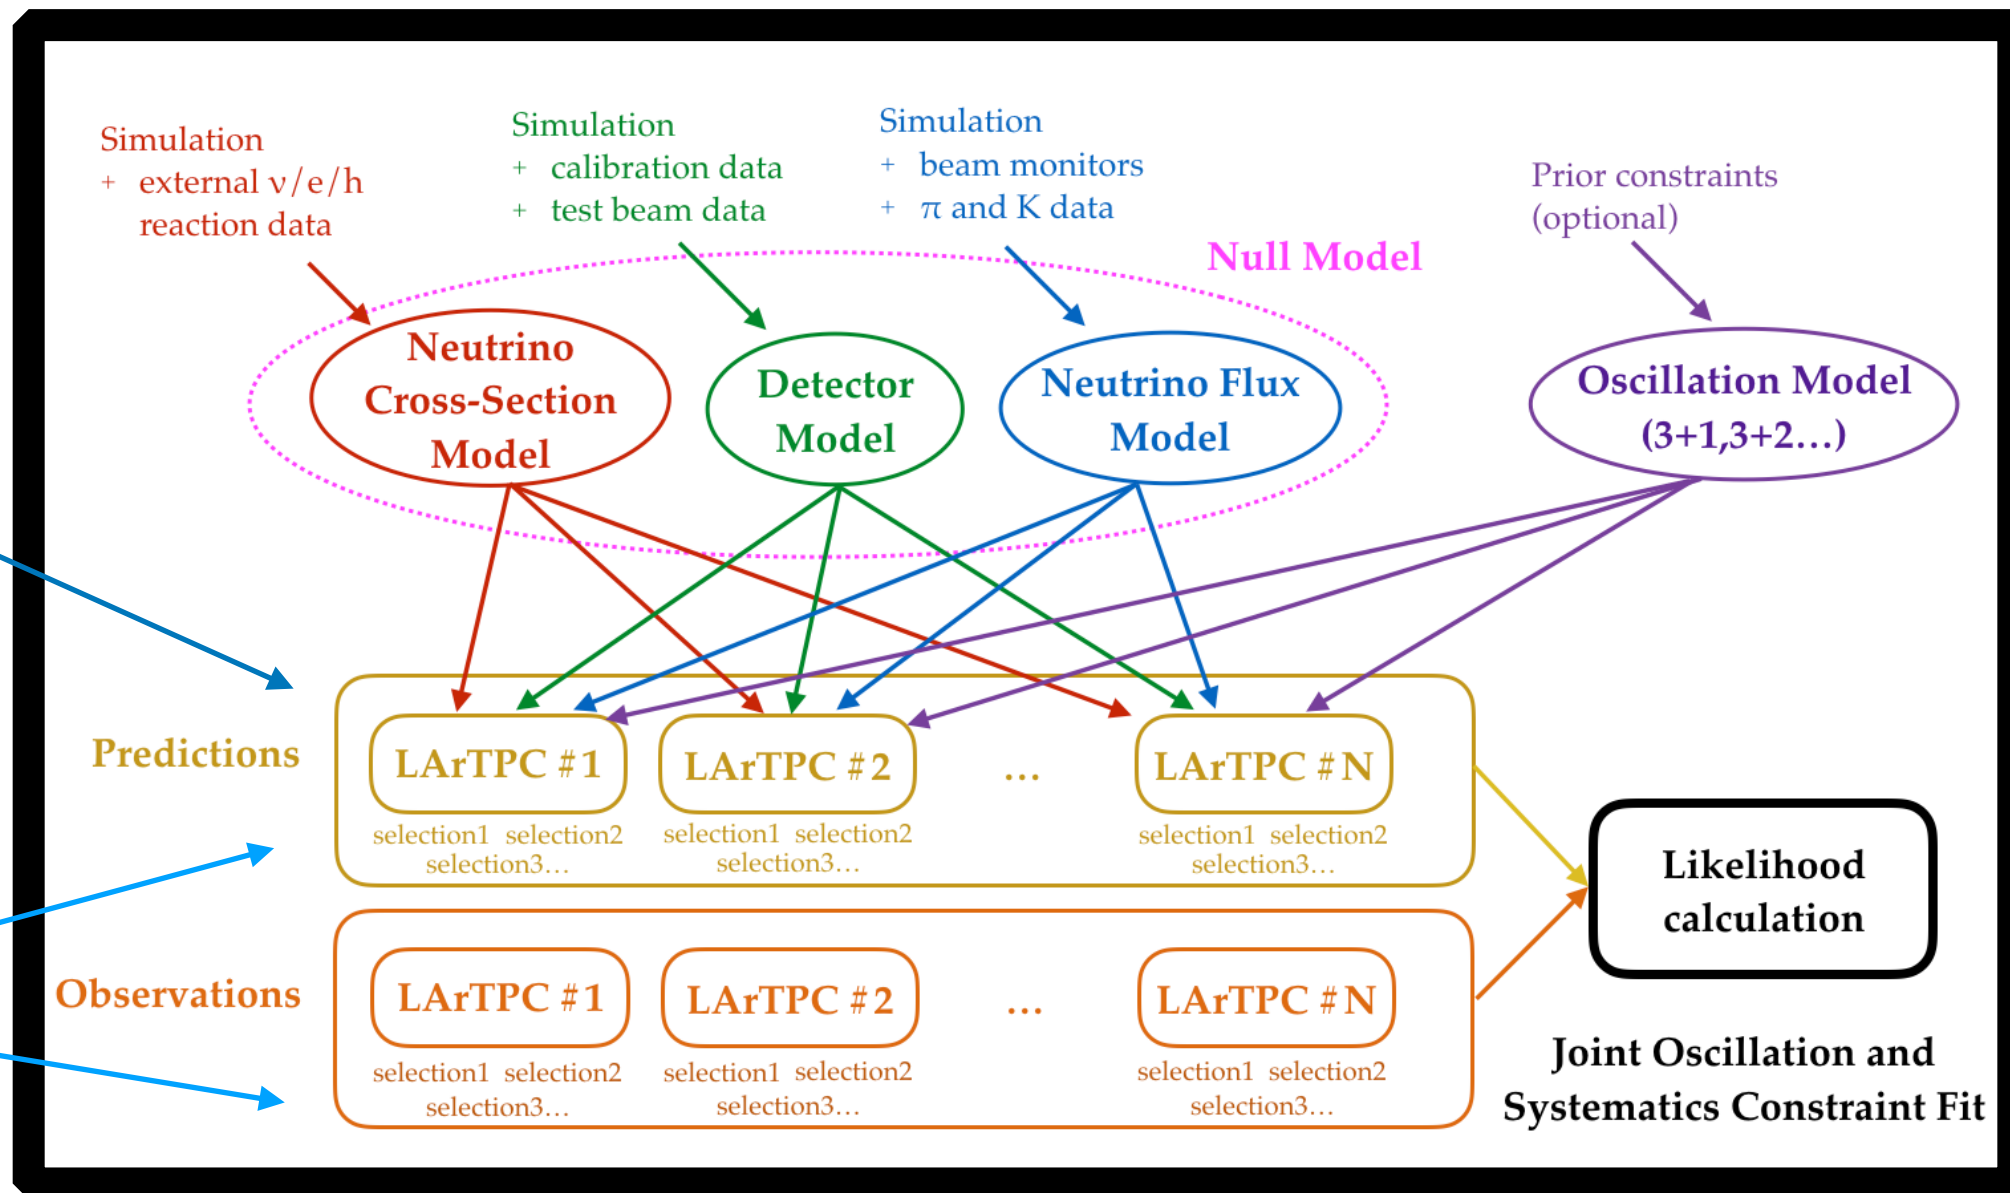 Simulation
+ external ν/e/h
reaction data
Simulation
+ calibration data
+ test beam data
Simulation
+ beam monitors
+ π and K data
Prior constraints
(optional)
Null Model
Neutrino
Cross-Section
Model
Detector
Model
Neutrino Flux
Model
Oscillation Model
(3+1,3+2...)
Predictions
LArTPC #1
LArTPC #2
...
LArTPC #N
selection1 selection2
selection3...
selection1 selection2
selection3...
selection1 selection2
selection3...
Likelihood
calculation
Observations
LArTPC #1
LArTPC #2
...
LArTPC #N
selection1 selection2
selection3...
selection1 selection2
selection3...
selection1 selection2
selection3...
Joint Oscillation and
Systematics Constraint Fit